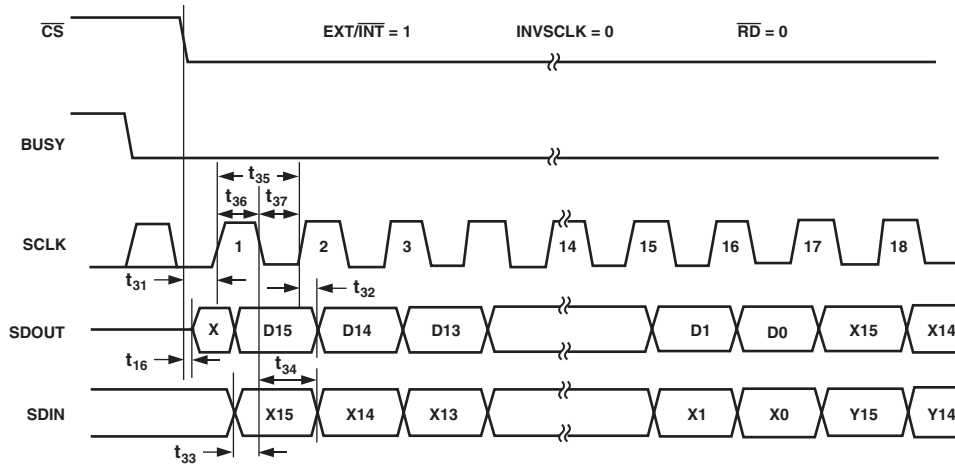 CS EXT/INT = 1 INVSCLK = 0 RD = 0
BUSY
t35
t36 t37
SCLK 1 2 3 14 15 16 17 18
t31 t32
SDOUT X D15 D14 D13 D1 D0 X15 X14
t16 t34
SDIN X15 X14 X13 X1 X0 Y15 Y14
t33